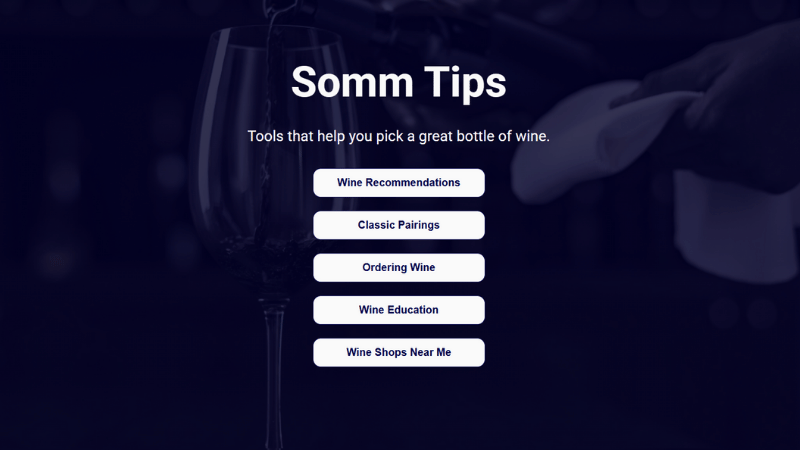 Somm Tips
Tools that help you pick a great bottle of wine.
Wine Recommendations
Classic Pairings
Ordering Wine
Wine Education
Wine Shops Near Me